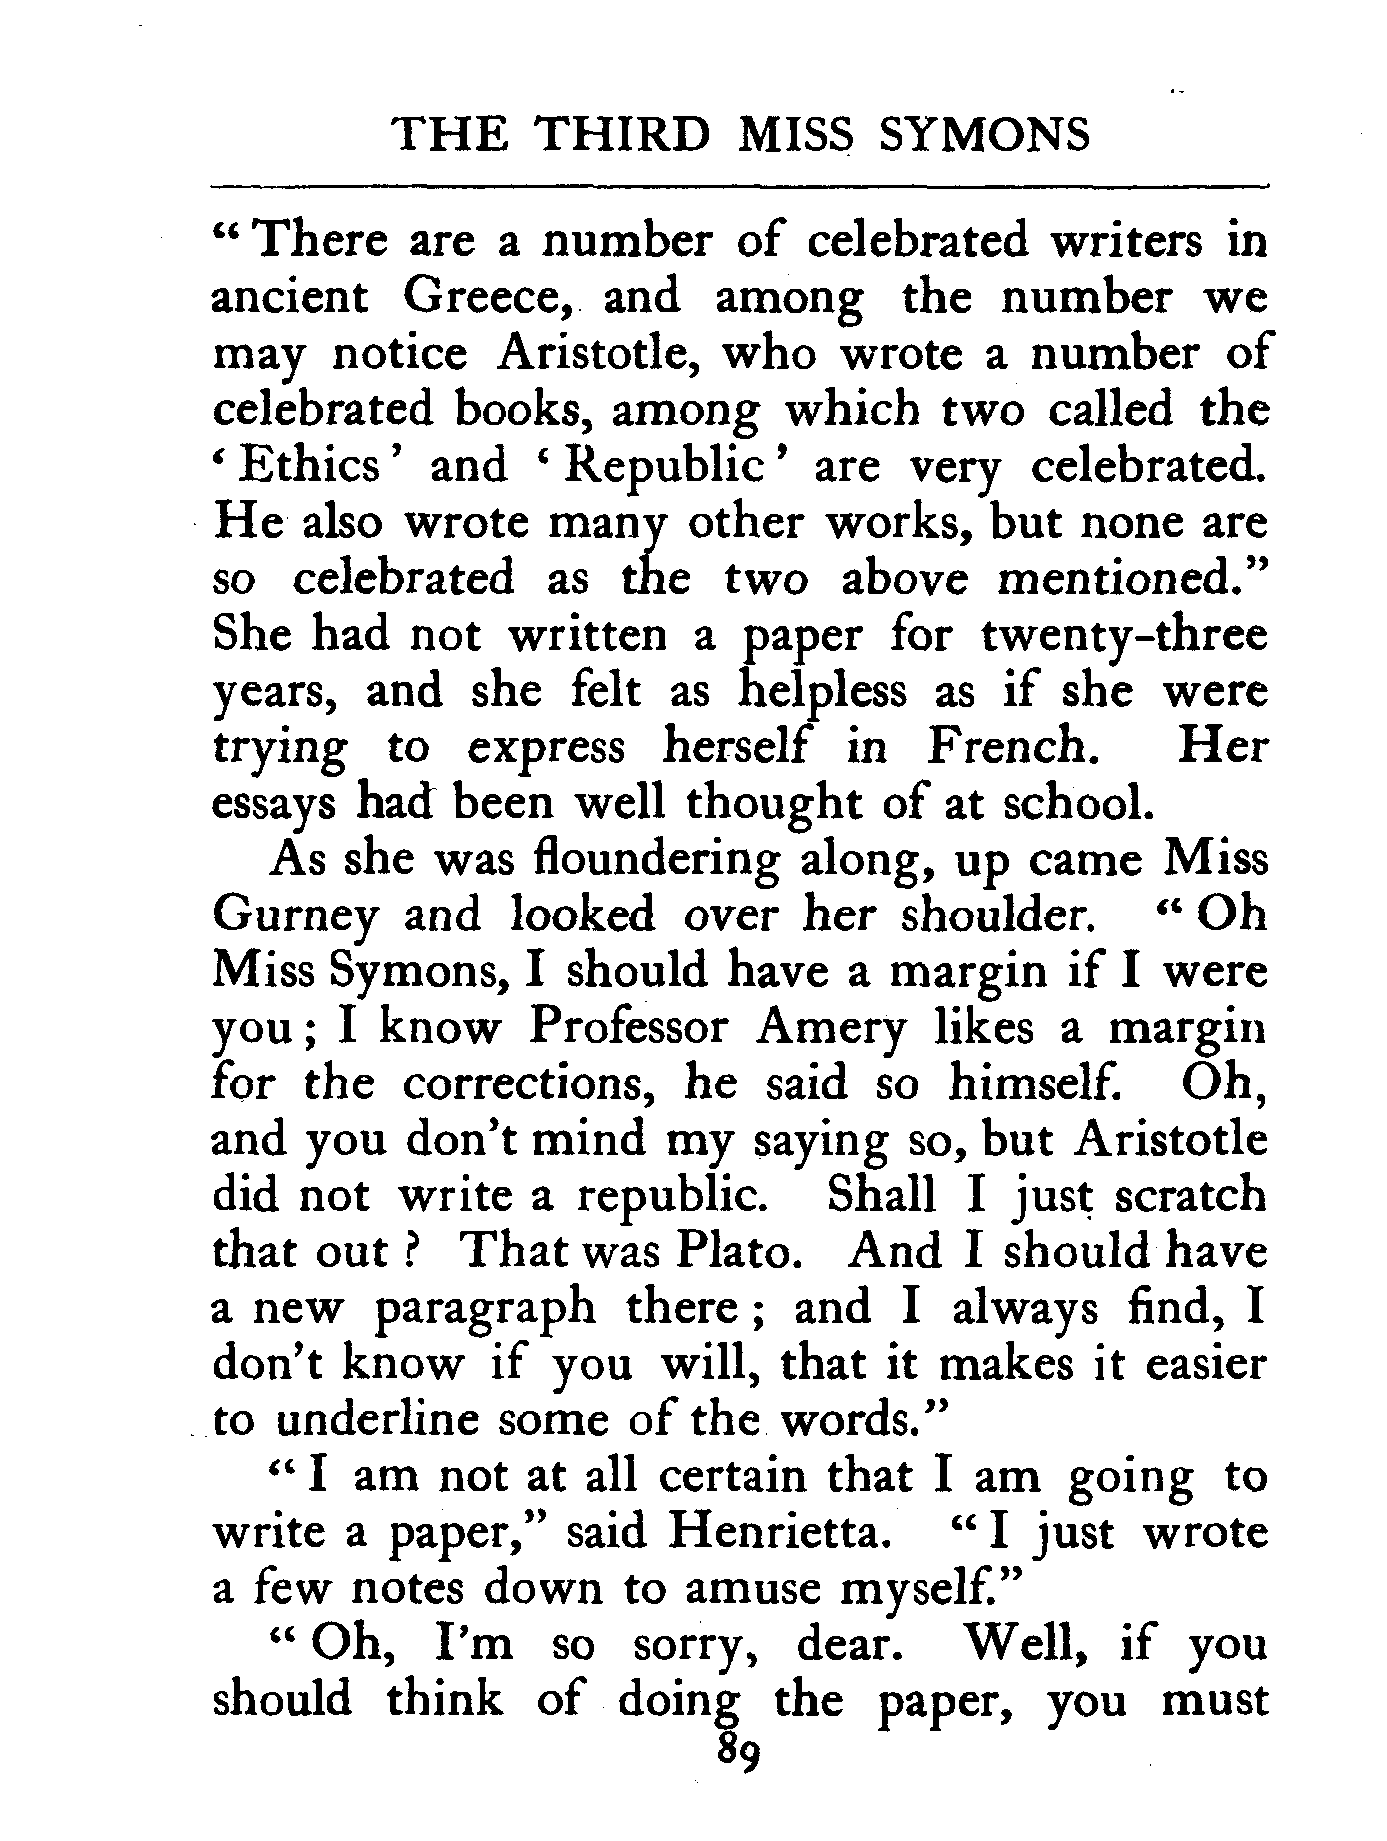 THE THIRD MISS SYMONS
“ There are a number of celebrated writers in
ancient Greece, and among the number we
may notice Aristotle, who wrote a number of
celebrated books, among which two called the
‘ Ethics ’ and ‘ Republic ’ are very celebrated.
He also wrote many other works, but none are
so celebrated as the two above mentioned.”
She had not written a paper for twenty-three
years, and she felt as helpless as if she were
trying to express herself in French. Her
essays had been well thought of at school.
As she was floundering along, up came Miss
Gurney and looked over her shoulder. “ Oh
Miss Symons, I should have a margin if I were
you ; I know Professor Amery likes a margin
for the corrections, he said so himself. Oh,
and you don’t mind my saying so, but Aristotle
did not write a republic. Shall I just scratch
that out ? That was Plato. And I should have
a new paragraph there ; and I always find, I
don’t know if you will, that it makes it easier
to underline some of the words.”
“ I am not at all certain that I am going to
write a paper,” said Henrietta. “ I just wrote
a few notes down to amuse myself.”
“ Oh, I’m so sorry, dear. Well, if you
should think of doing the paper, you must
89